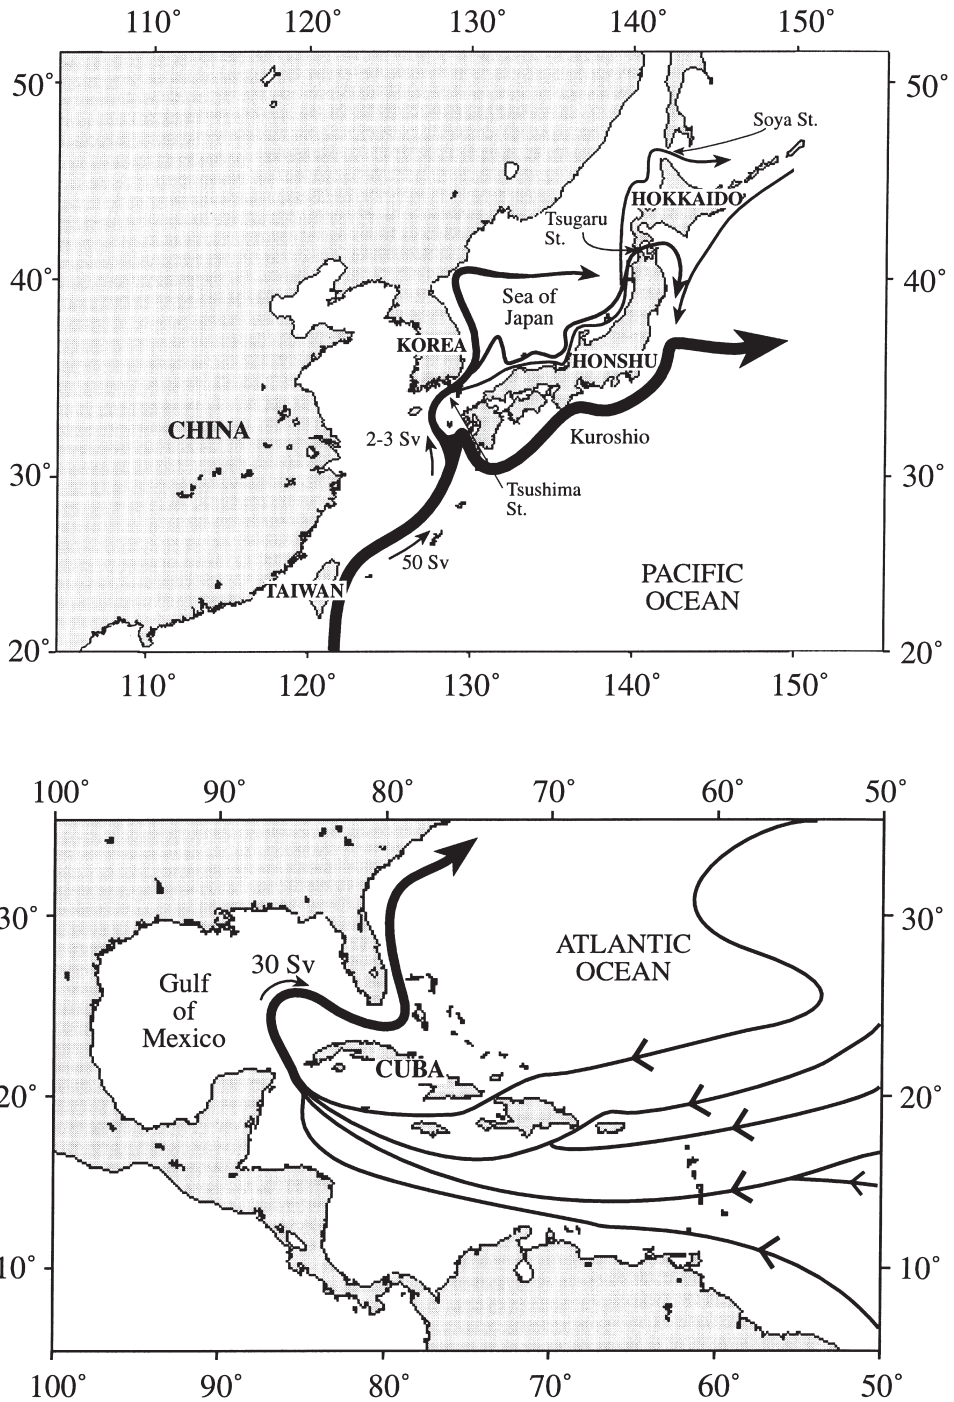 110° 120° 130° 140° 150°
50° 50°
Soya St.
HOKKAIDO
Tsugaru
St.
40° 40°
Sea of
Japan
KOREA
HONSHU
CHINA
2-3 Sv
Kuroshio
30° 30°
Tsushima
St.
50 Sv
TAIWAN
PACIFIC
OCEAN
20° 20°
110° 120° 130° 140° 150°
100° 90° 80° 70° 60° 50°
30° 30°
ATLANTIC
OCEAN
30 Sv
Gulf
of
Mexico
CUBA
20° 20°
10° 10°
100° 90° 80° 70° 60° 50°